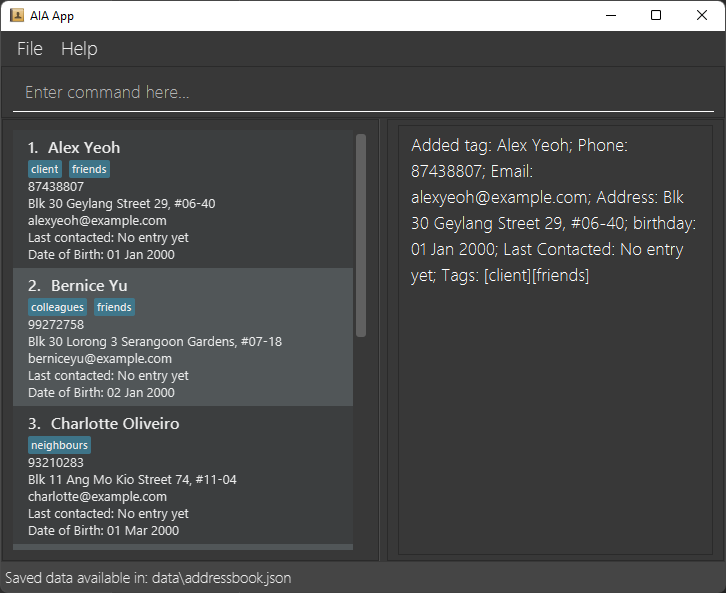 AIA App
File Help
Enter command here...
1. Alex Yeoh
client friends
87438807
Blk 30 Geylang Street 29, #06-40
alexyeoh@example.com
Last contacted: No entry yet
Date of Birth: 01 Jan 2000
2. Bernice Yu
colleagues friends
99272758
Blk 30 Lorong 3 Serangoon Gardens, #07-18
berniceyu@example.com
Last contacted: No entry yet
Date of Birth: 02 Jan 2000
3. Charlotte Oliveiro
neighbours
93210283
Blk 11 Ang Mo Kio Street 74, #11-04
charlotte@example.com
Last contacted: No entry yet
Date of Birth: 01 Mar 2000
Added tag: Alex Yeoh; Phone:
87438807; Email:
alexyeoh@example.com; Address: Blk
30 Geylang Street 29, #06-40; birthday:
01 Jan 2000; Last Contacted: No entry
yet; Tags: [client][friends]
Saved data available in: data\addressbook.json